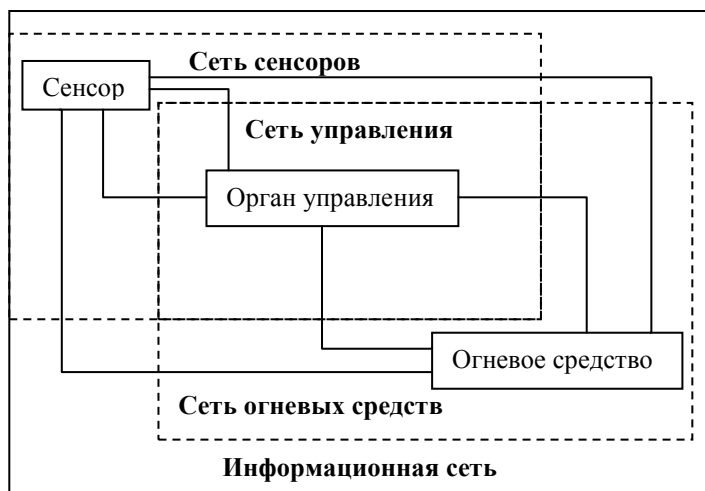 Сеть сенсоров
Сенсор
Сеть управления
Орган управления
Огневое средство
Сеть огневых средств
Информационная сеть